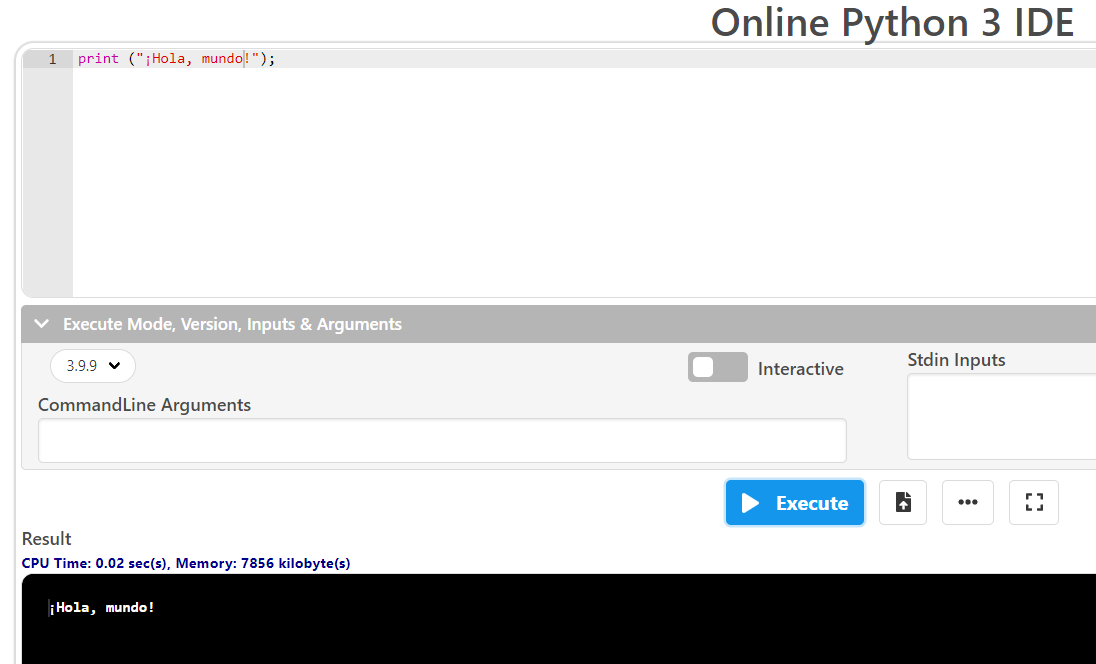 Online Python 3 IDE
1 print ("¡Hola, mundo!");
Execute Mode, Version, Inputs & Arguments
3.9.9
Interactive
Stdin Inputs
CommandLine Arguments
Execute
Result
CPU Time: 0.02 sec(s), Memory: 7856 kilobyte(s)
¡Hola, mundo!